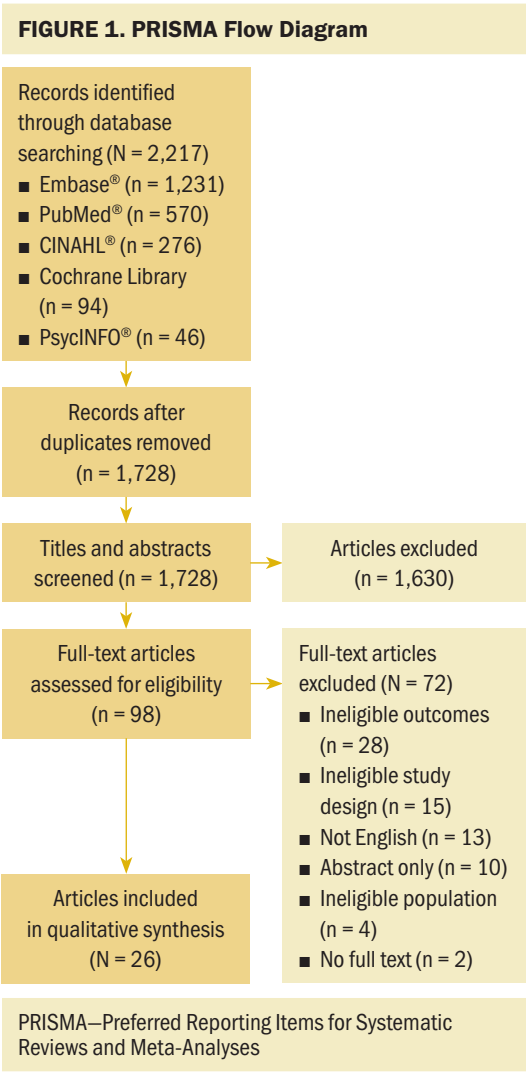 FIGURE 1. PRISMA Flow Diagram
Records identified
through database
searching (N = 2,217)
■ Embase® (n = 1,231)
■ PubMed® (n = 570)
■ CINAHL® (n = 276)
■ Cochrane Library
(n = 94)
■ PsycINFO® (n = 46)
Records after
duplicates removed
(n = 1,728)
Titles and abstracts
screened (n = 1,728)
Articles excluded
(n = 1,630)
Full-text articles
assessed for eligibility
(n = 98)
Full-text articles
excluded (N = 72)
■ Ineligible outcomes
(n = 28)
■ Ineligible study
design (n = 15)
■ Not English (n = 13)
■ Abstract only (n = 10)
■ Ineligible population
(n = 4)
■ No full text (n = 2)
Articles included
in qualitative synthesis
(N = 26)
PRISMA—Preferred Reporting Items for Systematic
Reviews and Meta-Analyses